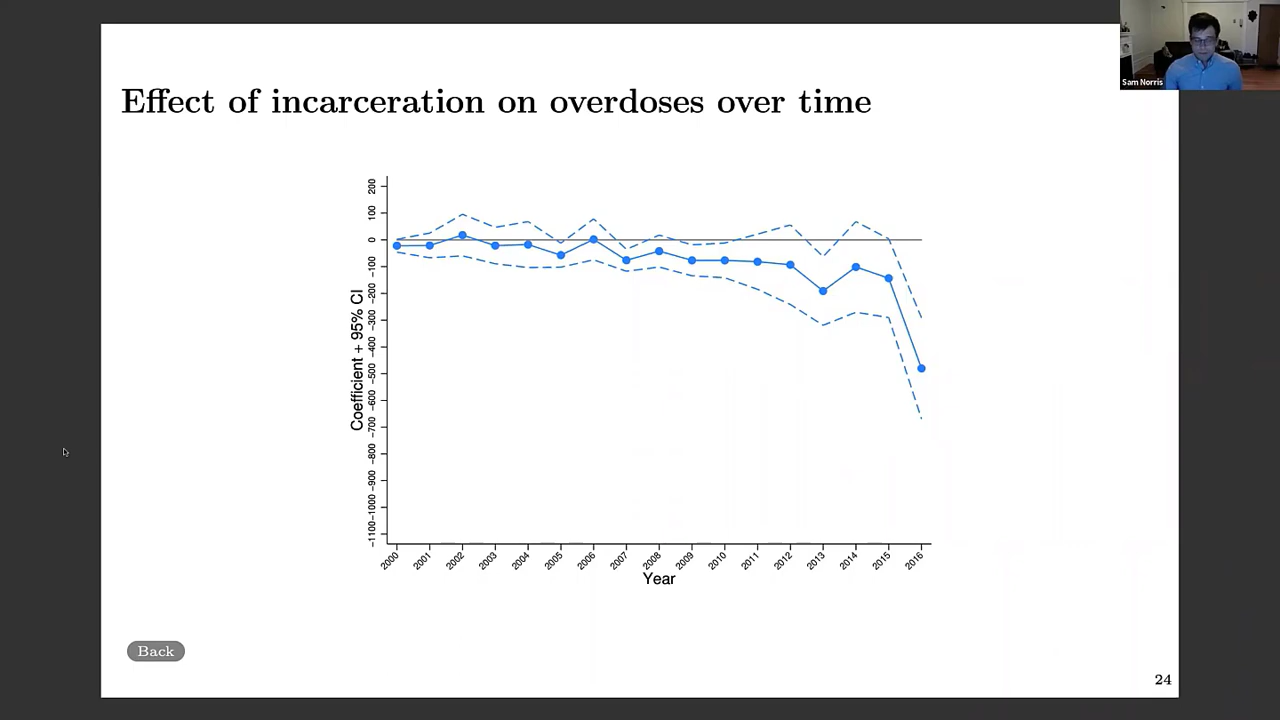 Sam Norris
Effect of incarceration on overdoses over time
200
100
0
−100
−200
−300
−400
−500
−600
−700
−800
−900
−1000
−1100
Coefficient + 95% CI
2000 2001 2002 2003 2004 2005 2006 2007 2008 2009 2010 2011 2012 2013 2014 2015 2016
Year
Back
24